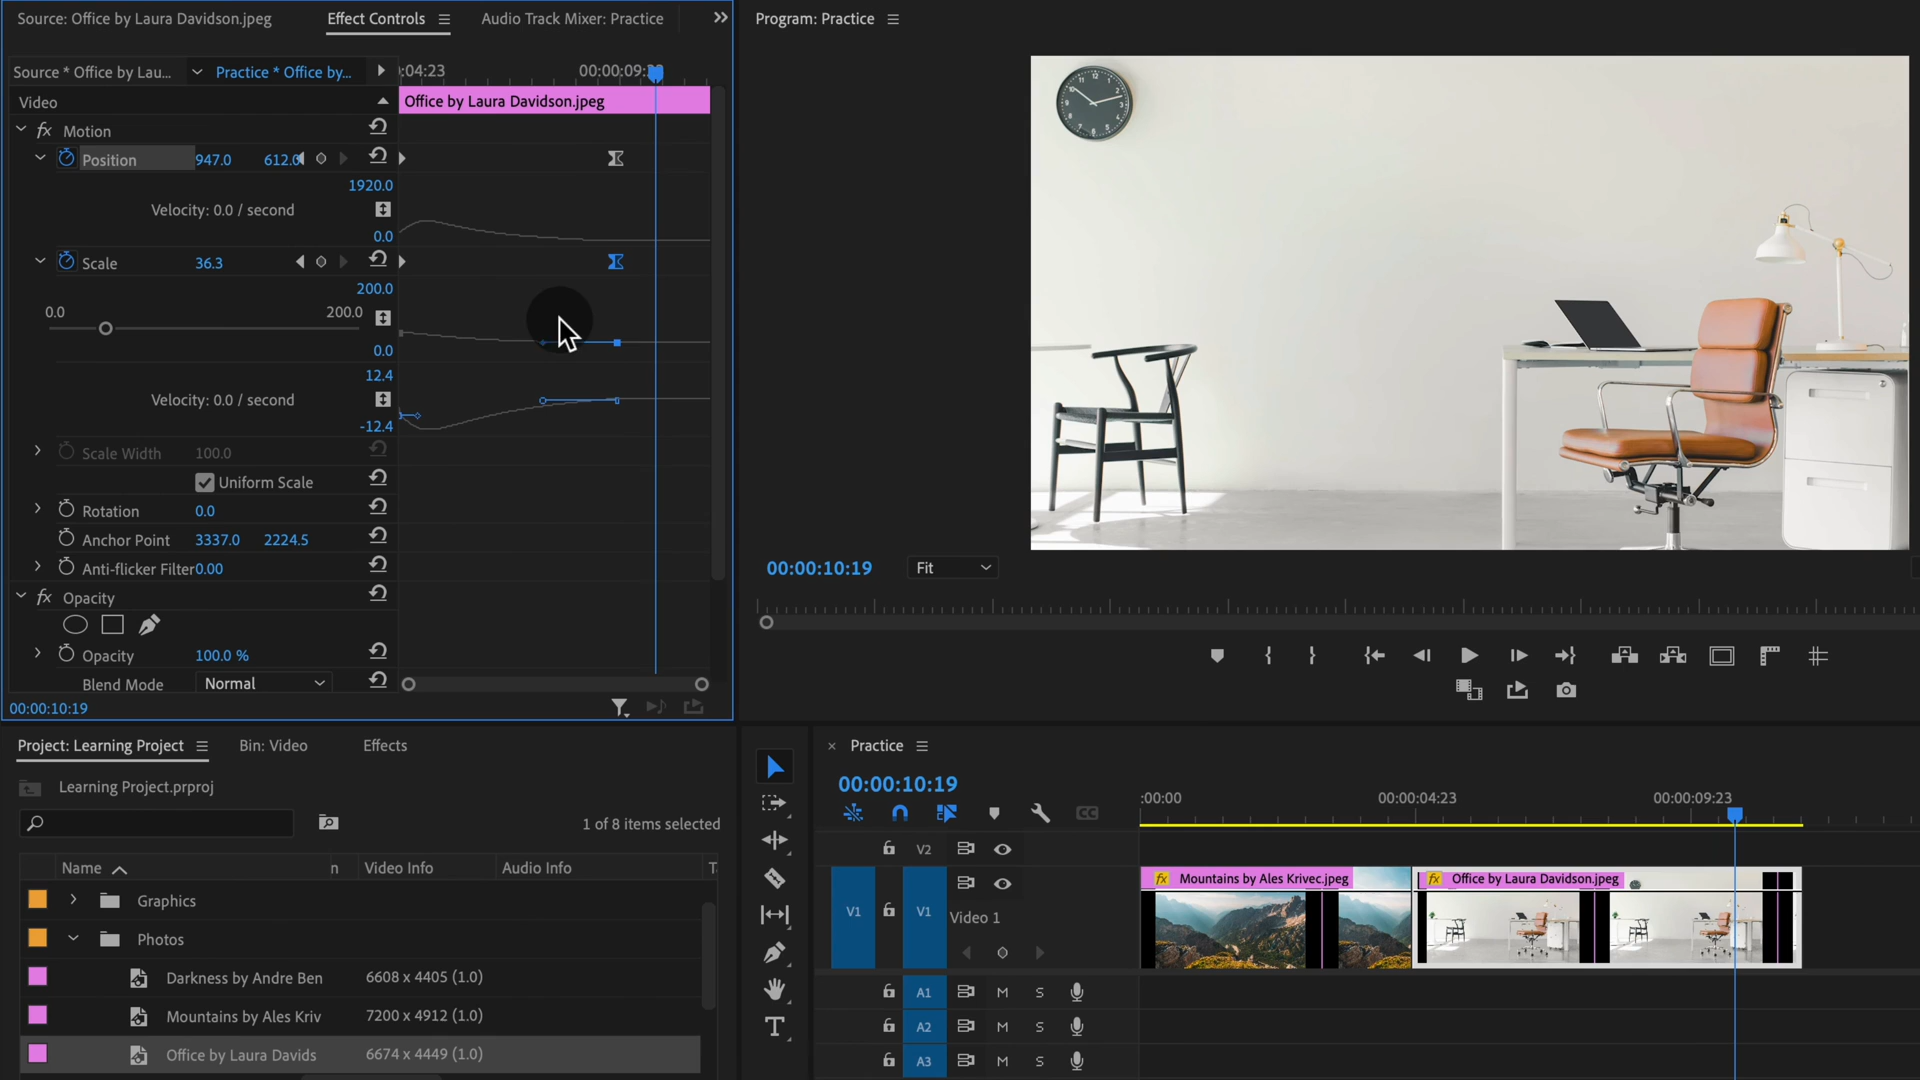 Source: Office by Laura Davidson.jpeg
Effect Controls
Audio Track Mixer: Practice
Program: Practice
Source * Office by Lau...
Practice * Office by...
:04:23
00:00:09:
Video
Office by Laura Davidson.jpeg
fx Motion
Position 947.0 612.0
1920.0
Velocity: 0.0 / second
0.0
Scale 36.3
200.0
0.0 200.0
0.0
12.4
Velocity: 0.0 / second
-12.4
Scale Width 100.0
Uniform Scale
Rotation 0.0
Anchor Point 3337.0 2224.5
Anti-flicker Filter 0.00
fx Opacity
Opacity 100.0 %
Blend Mode Normal
00:00:10:19
00:00:10:19 Fit
Project: Learning Project
Bin: Video
Effects
Learning Project.prproj
1 of 8 items selected
Name
n
Video Info
Audio Info
T
Graphics
Photos
Darkness by Andre Ben 6608 x 4405 (1.0)
Mountains by Ales Kriv 7200 x 4912 (1.0)
Office by Laura Davids 6674 x 4449 (1.0)
T
× Practice
00:00:10:19
:00:00 00:00:04:23 00:00:09:23
V2
fx Mountains by Ales Krivec.jpeg
fx Office by Laura Davidson.jpeg
V1 V1
Video 1
A1 M S
A2 M S
A3 M S